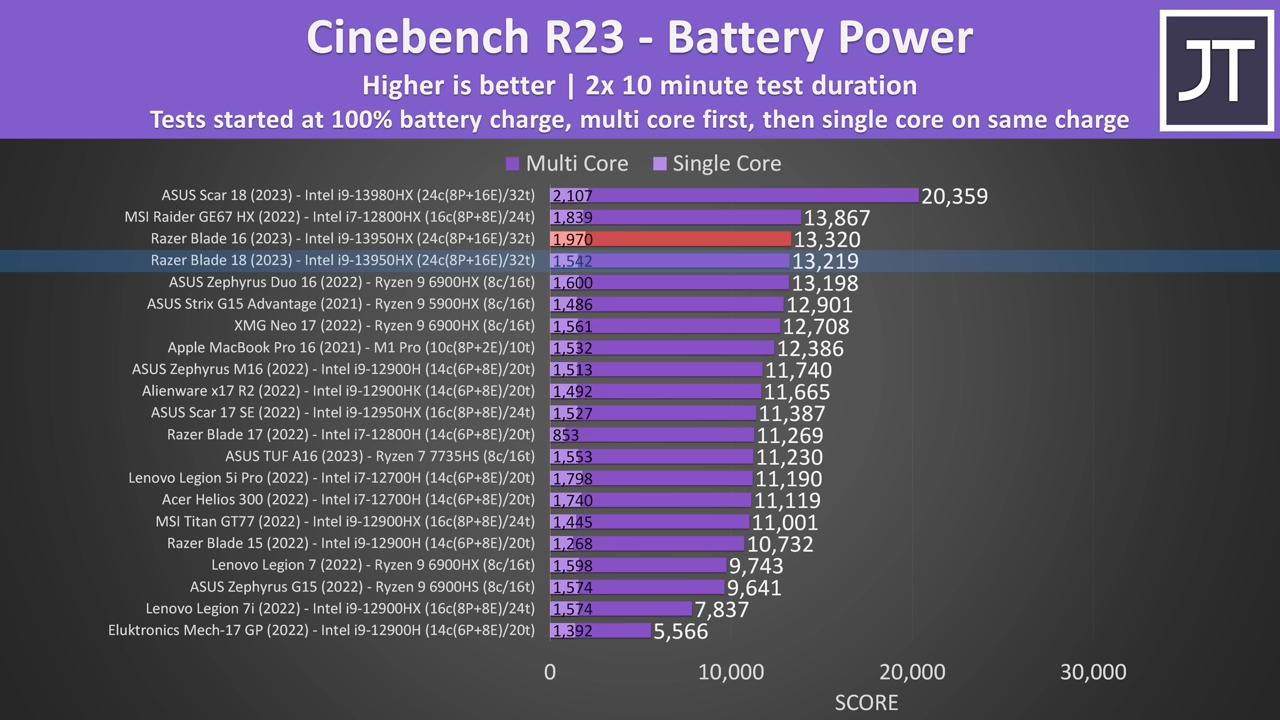 Cinebench R23 - Battery Power
Higher is better | 2x 10 minute test duration
Tests started at 100% battery charge, multi core first, then single core on same charge
JT
Multi Core Single Core
ASUS Scar 18 (2023) - Intel i9-13980HX (24c(8P+16E)/32t) 2,107 20,359
MSI Raider GE67 HX (2022) - Intel i7-12800HX (16c(8P+8E)/24t) 1,839 13,867
Razer Blade 16 (2023) - Intel i9-13950HX (24c(8P+16E)/32t) 1,970 13,320
Razer Blade 18 (2023) - Intel i9-13950HX (24c(8P+16E)/32t) 1,542 13,219
ASUS Zephyrus Duo 16 (2022) - Ryzen 9 6900HX (8c/16t) 1,600 13,198
ASUS Strix G15 Advantage (2021) - Ryzen 9 5900HX (8c/16t) 1,486 12,901
XMG Neo 17 (2022) - Ryzen 9 6900HX (8c/16t) 1,561 12,708
Apple MacBook Pro 16 (2021) - M1 Pro (10c(8P+2E)/10t) 1,532 12,386
ASUS Zephyrus M16 (2022) - Intel i9-12900H (14c(6P+8E)/20t) 1,513 11,740
Alienware x17 R2 (2022) - Intel i9-12900HK (14c(6P+8E)/20t) 1,492 11,665
ASUS Scar 17 SE (2022) - Intel i9-12950HX (16c(8P+8E)/24t) 1,527 11,387
Razer Blade 17 (2022) - Intel i7-12800H (14c(6P+8E)/20t) 853 11,269
ASUS TUF A16 (2023) - Ryzen 7 7735HS (8c/16t) 1,553 11,230
Lenovo Legion 5i Pro (2022) - Intel i7-12700H (14c(6P+8E)/20t) 1,798 11,190
Acer Helios 300 (2022) - Intel i7-12700H (14c(6P+8E)/20t) 1,740 11,119
MSI Titan GT77 (2022) - Intel i9-12900HX (16c(8P+8E)/24t) 1,445 11,001
Razer Blade 15 (2022) - Intel i9-12900H (14c(6P+8E)/20t) 1,268 10,732
Lenovo Legion 7 (2022) - Ryzen 9 6900HX (8c/16t) 1,598 9,743
ASUS Zephyrus G15 (2022) - Ryzen 9 6900HS (8c/16t) 1,574 9,641
Lenovo Legion 7i (2022) - Intel i9-12900HX (16c(8P+8E)/24t) 1,574 7,837
Eluktronics Mech-17 GP (2022) - Intel i9-12900H (14c(6P+8E)/20t) 1,392 5,566
0 10,000 20,000 30,000
SCORE